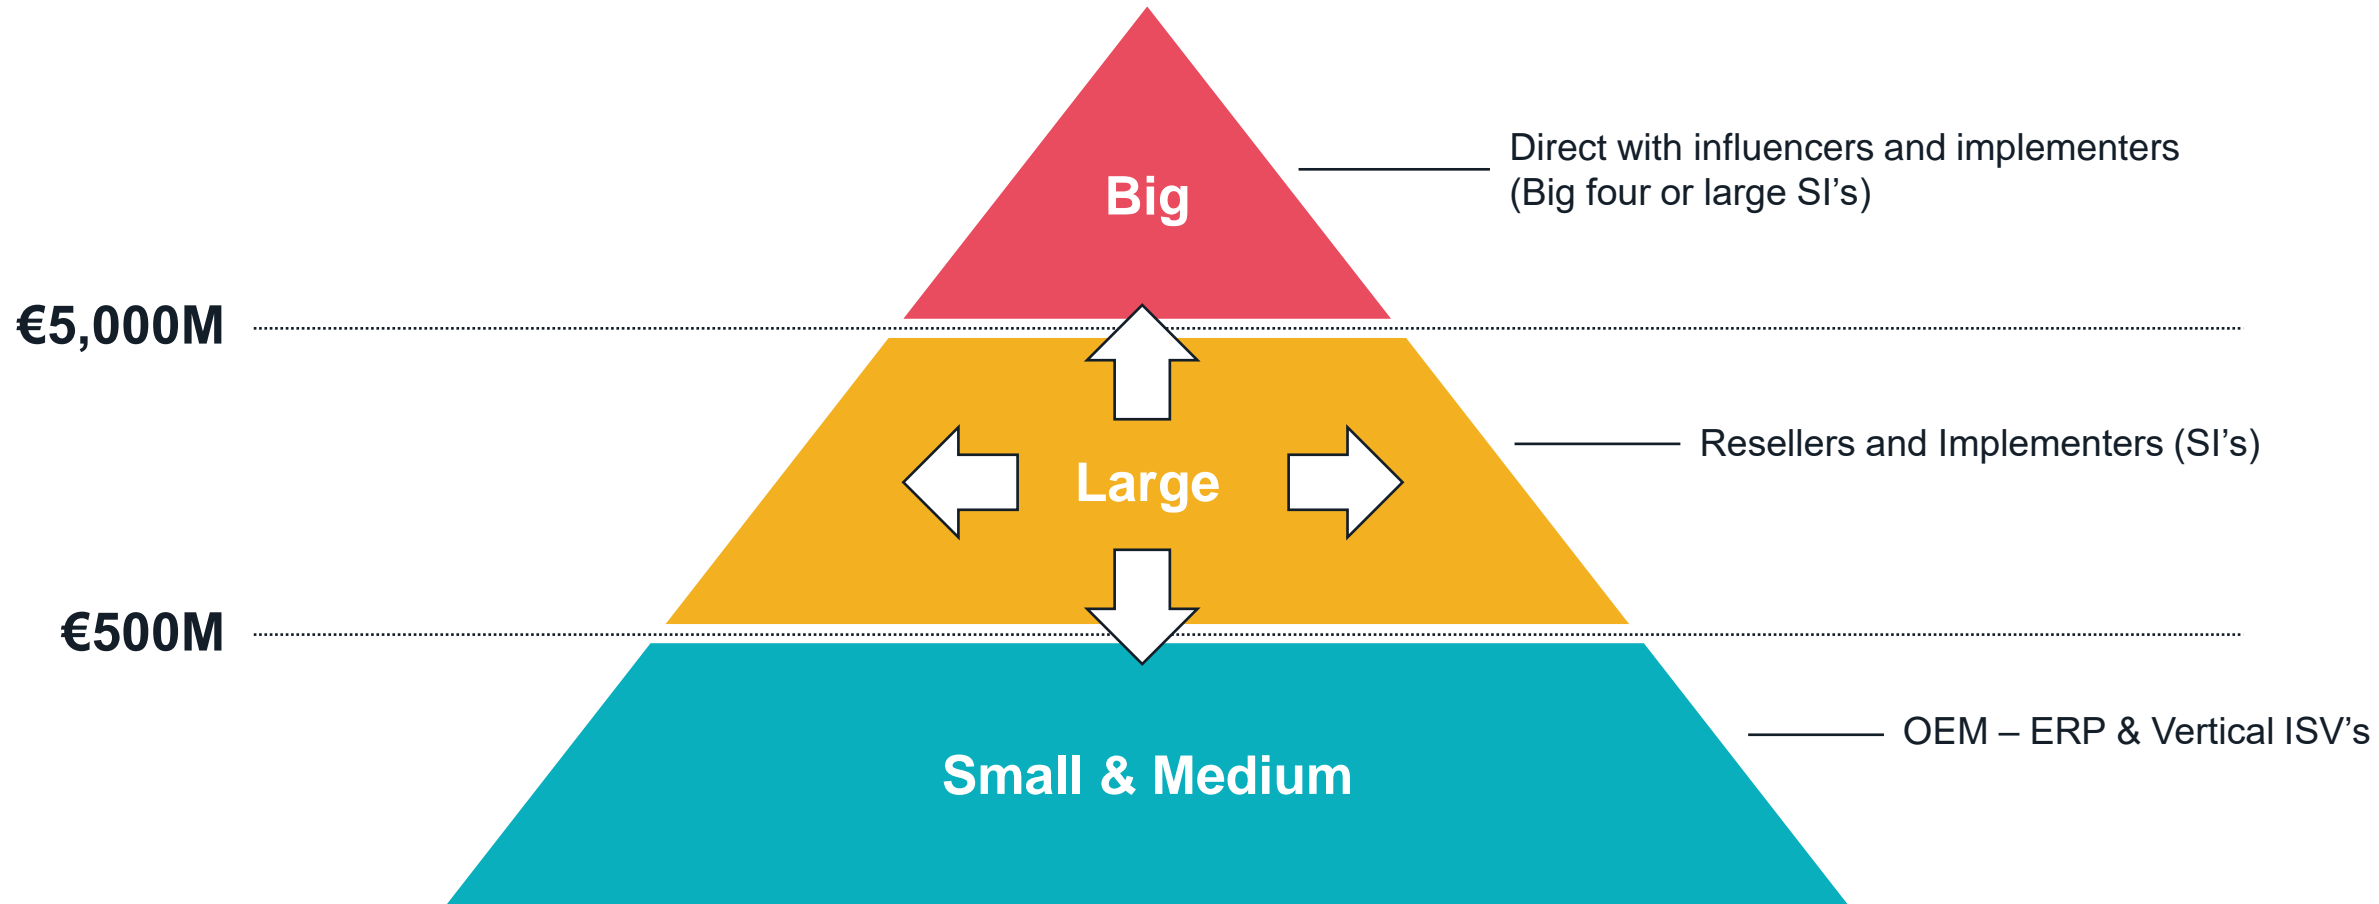 Big
Direct with influencers and implementers
(Big four or large SI’s)
€5,000M
Large
Resellers and Implementers (SI’s)
€500M
Small & Medium
OEM – ERP & Vertical ISV’s